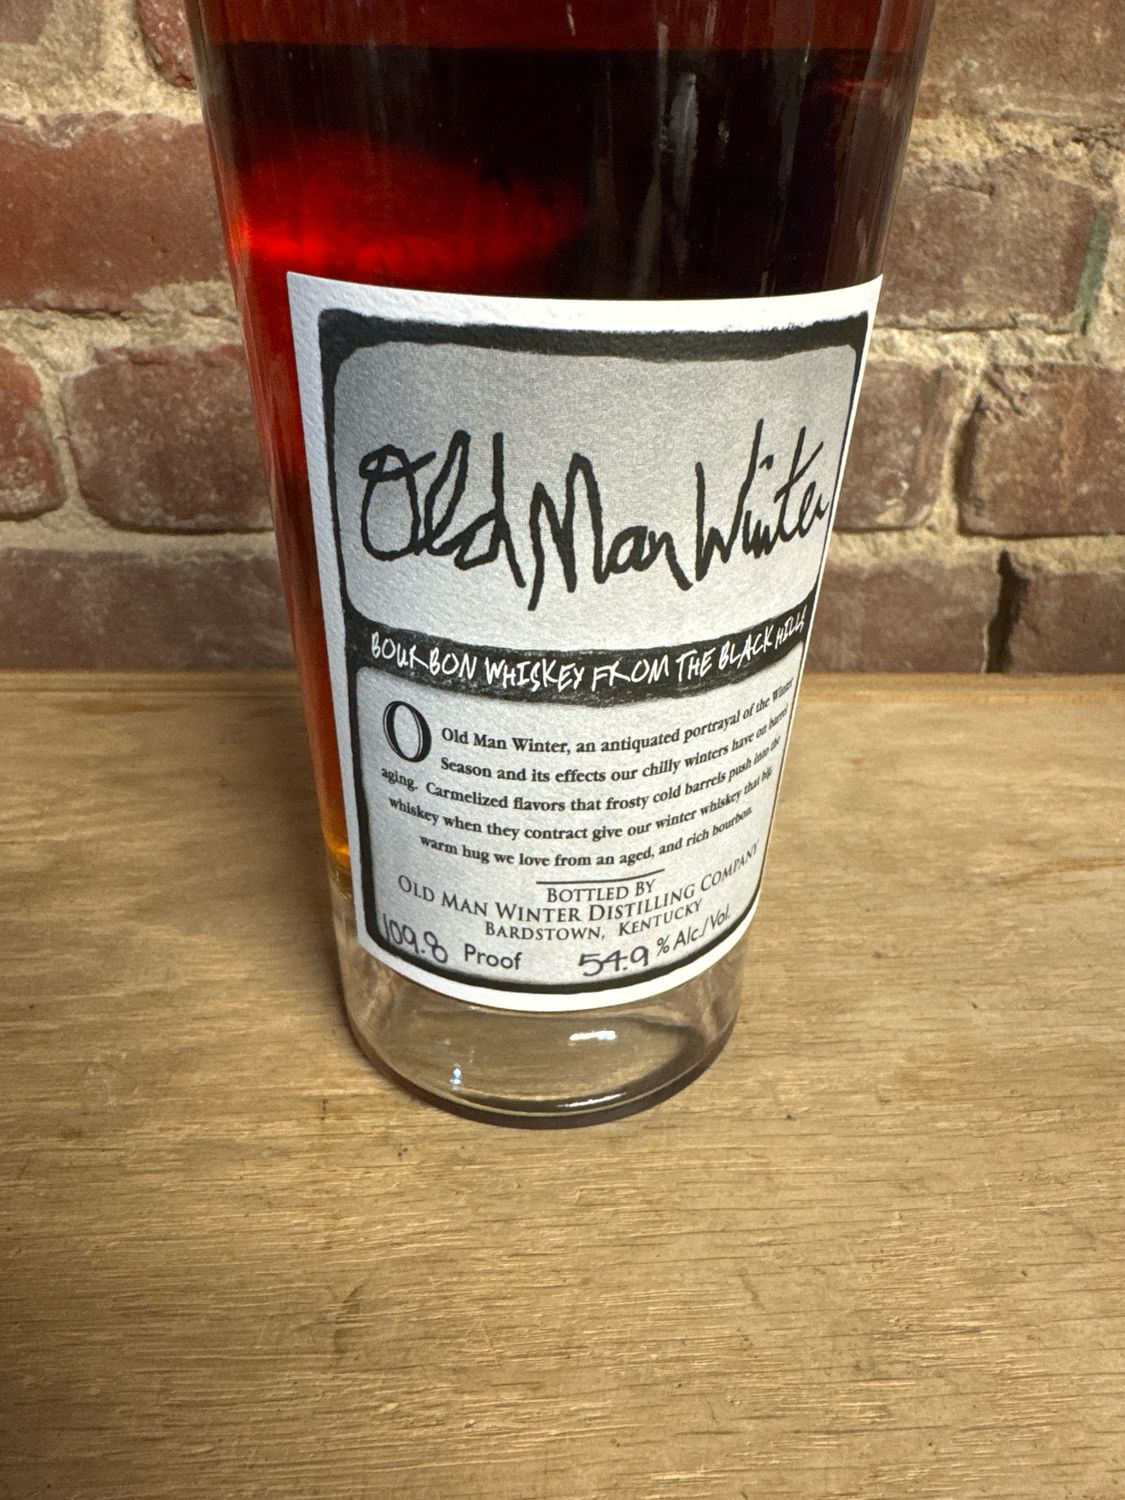 Old Man Winter
BOURBON WHISKEY FROM THE BLACK HILLS
O Old Man Winter, an antiquated portrayal of the Winter
Season and its effects our chilly winters have on barrel
aging. Carmelized flavors that frosty cold barrels push into the
whiskey when they contract give our winter whiskey that big,
warm hug we love from an aged, and rich bourbon.
BOTTLED BY
OLD MAN WINTER DISTILLING COMPANY
BARDSTOWN, KENTUCKY
109.8 Proof 54.9 % Alc./Vol.